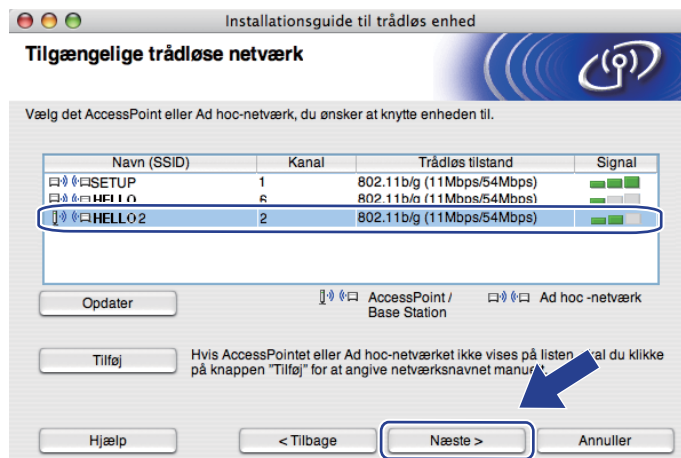 Installationsguide til trådløs enhed
Tilgængelige trådløse netværk
Vælg det AccessPoint eller Ad hoc-netværk, du ønsker at knytte enheden til.
Navn (SSID) Kanal Trådløs tilstand Signal
SETUP 1 802.11b/g (11Mbps/54Mbps)
HELLO 6 802.11b/g (11Mbps/54Mbps)
HELLO2 2 802.11b/g (11Mbps/54Mbps)
Opdater
AccessPoint /
Base Station
Ad hoc -netværk
Tilføj
Hvis AccessPointet eller Ad hoc-netværket ikke vises på listen, skal du klikke
på knappen "Tilføj" for at angive netværksnavnet manuelt.
Hjælp < Tilbage Næste > Annuller